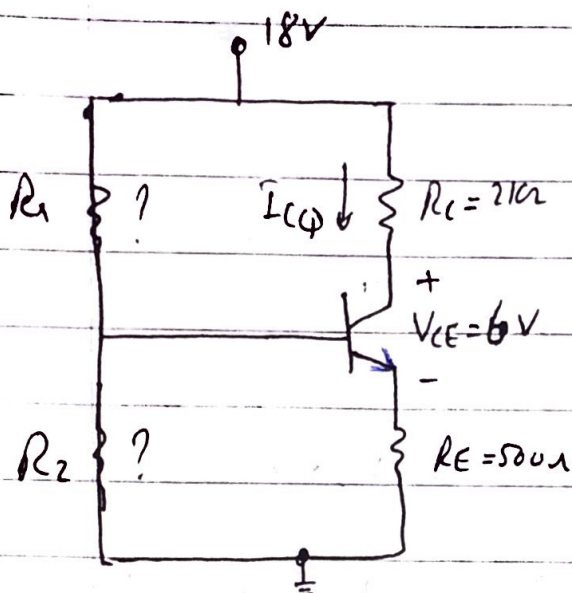 18V
R1 ?
ICQ
RC = 2kΩ
+
VCE = 6V
-
R2 ?
RE = 500Ω